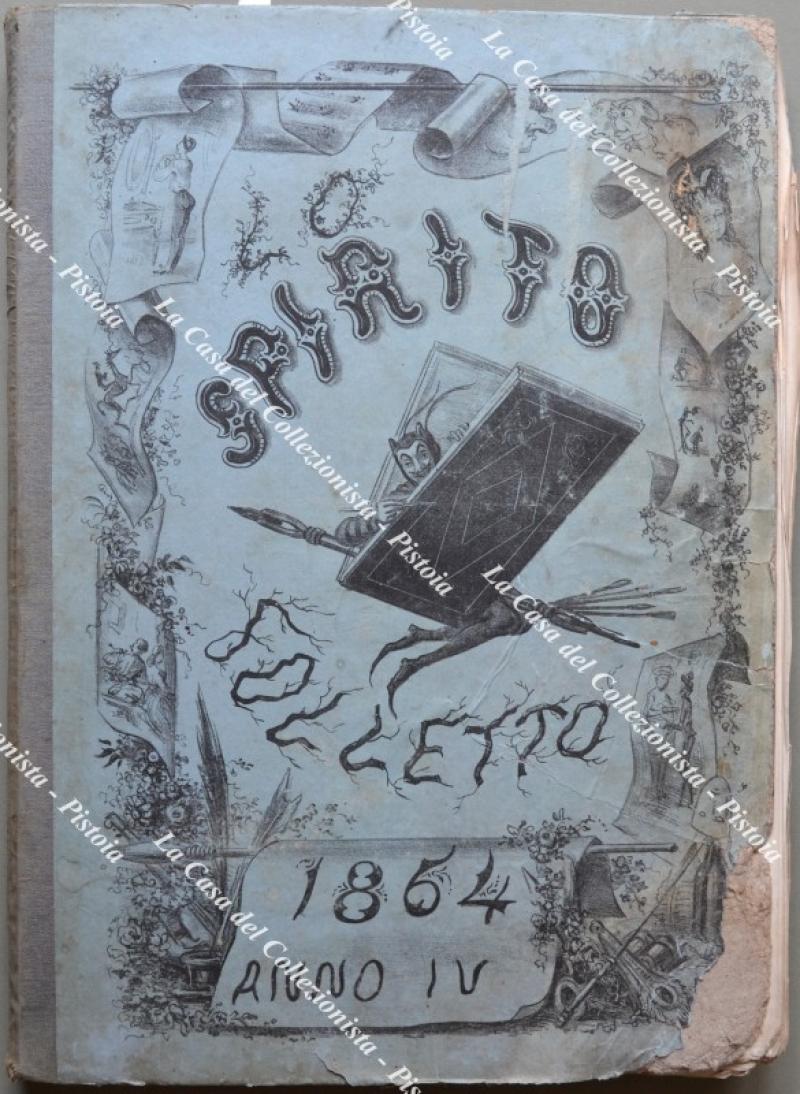 LO
SPIRITO
FOLLETTO
1864
ANNO IV
La Casa del Collezionista - Pistoia
La Casa del Collezionista - Pistoia
La Casa del Collezionista - Pistoia
La Casa del Collezionista - Pistoia